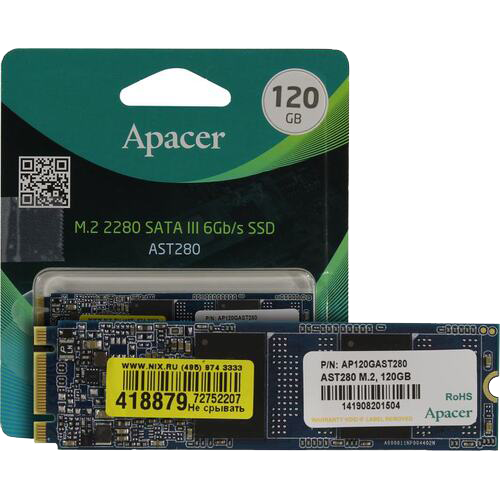 120
GB
Apacer
M.2 2280 SATA III 6Gb/s SSD
AST280
P/N: AP120GAST280
WWW.NIX.RU (495) 974 3333
418879 72752207
Не срывать
P/N: AP120GAST280
AST280 M.2, 120GB
141908201504
WARRANTY VOID IF LABEL REMOVED
RoHS
Apacer